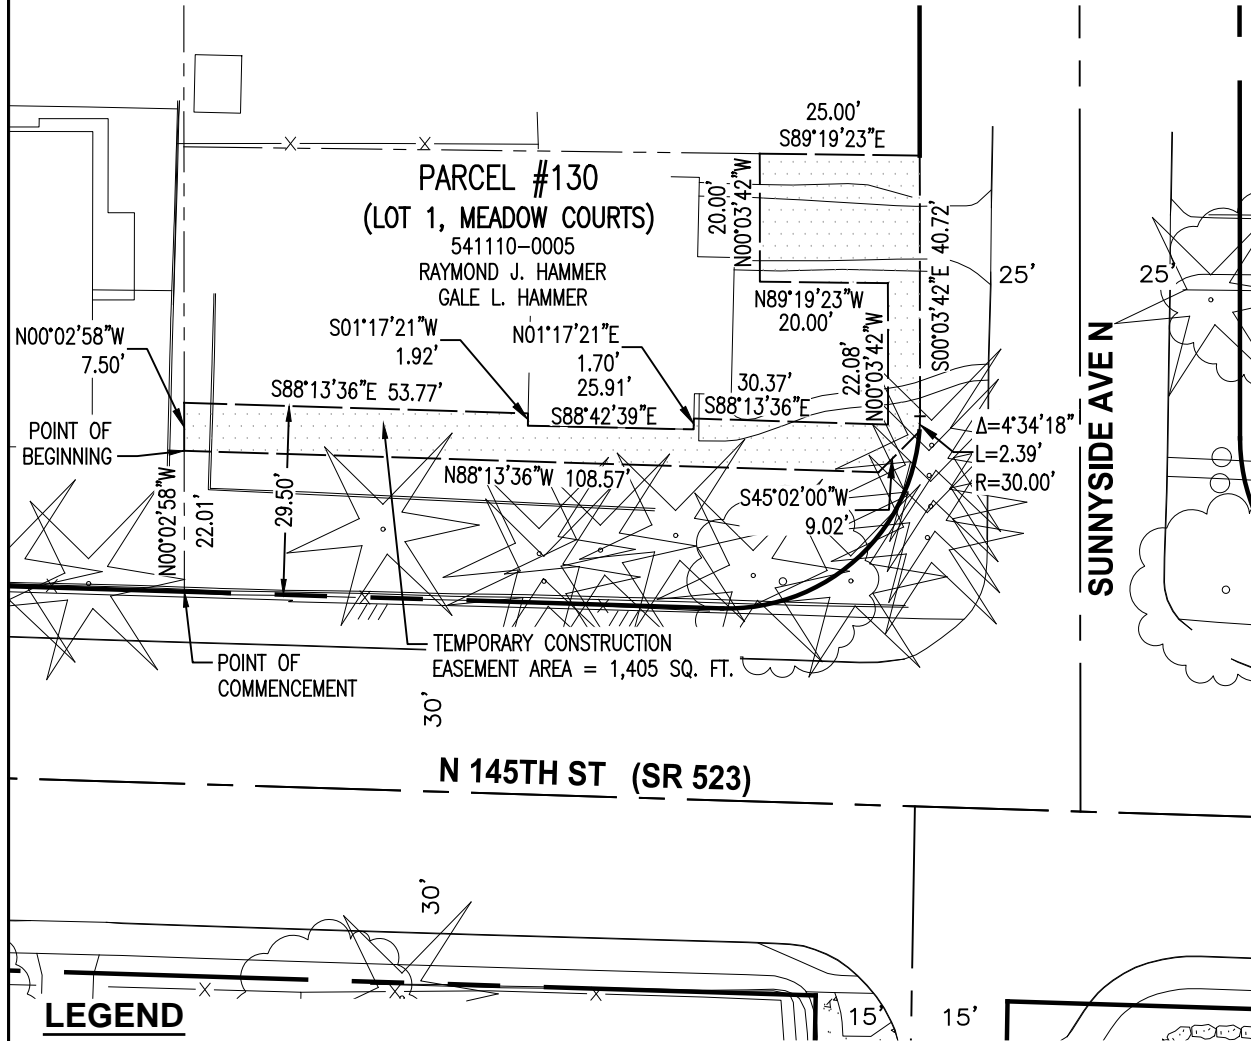 25.00'
S89°19'23"E
PARCEL #130
(LOT 1, MEADOW COURTS)
541110-0005
RAYMOND J. HAMMER
GALE L. HAMMER
20.00'
N00°03'42"W
S00°03'42"E 40.72'
25'
25'
N89°19'23"W
20.00'
N00°02'58"W
7.50'
S01°17'21"W
1.92'
N01°17'21"E
1.70'
25.91'
S88°42'39"E
22.08'
N00°03'42"W
30.37'
S88°13'36"E
S88°13'36"E 53.77'
SUNNYSIDE AVE N
POINT OF
BEGINNING
Δ=4°34'18"
L=2.39'
R=30.00'
N88°13'36"W 108.57'
S45°02'00"W
9.02'
N00°02'58"W
22.01'
29.50'
TEMPORARY CONSTRUCTION
EASEMENT AREA = 1,405 SQ. FT.
POINT OF
COMMENCEMENT
30'
N 145TH ST (SR 523)
30'
LEGEND
15'
15'